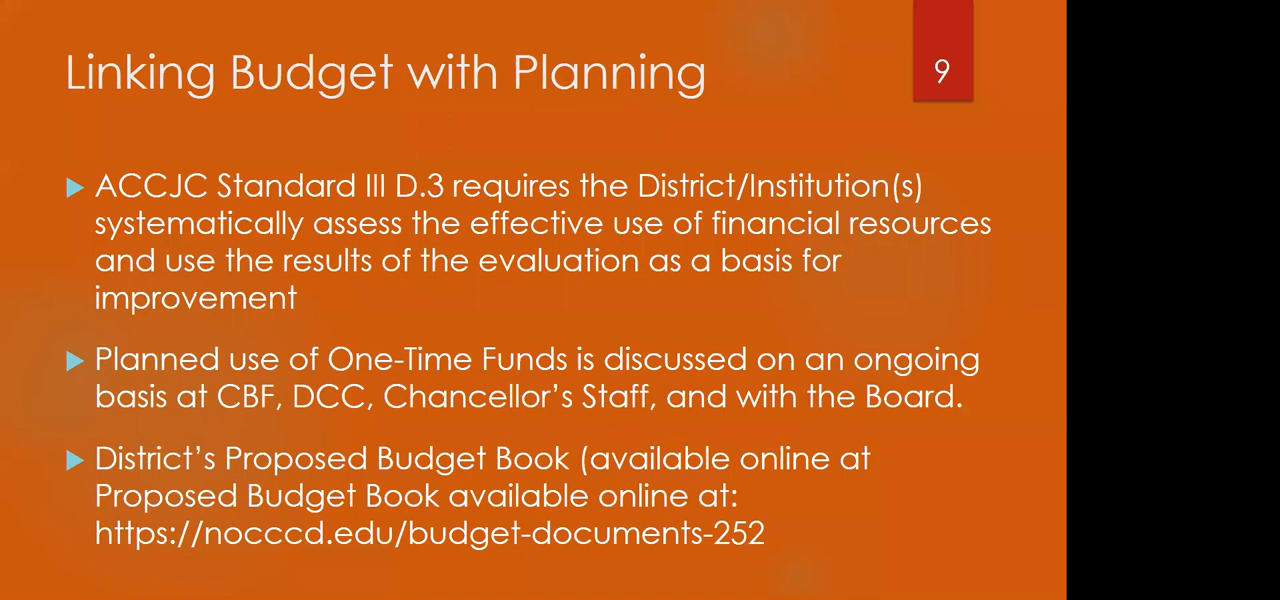 Linking Budget with Planning
9
ACCJC Standard III D.3 requires the District/Institution(s)
systematically assess the effective use of financial resources
and use the results of the evaluation as a basis for
improvement
Planned use of One-Time Funds is discussed on an ongoing
basis at CBF, DCC, Chancellor’s Staff, and with the Board.
District’s Proposed Budget Book (available online at
Proposed Budget Book available online at:
https://nocccd.edu/budget-documents-252